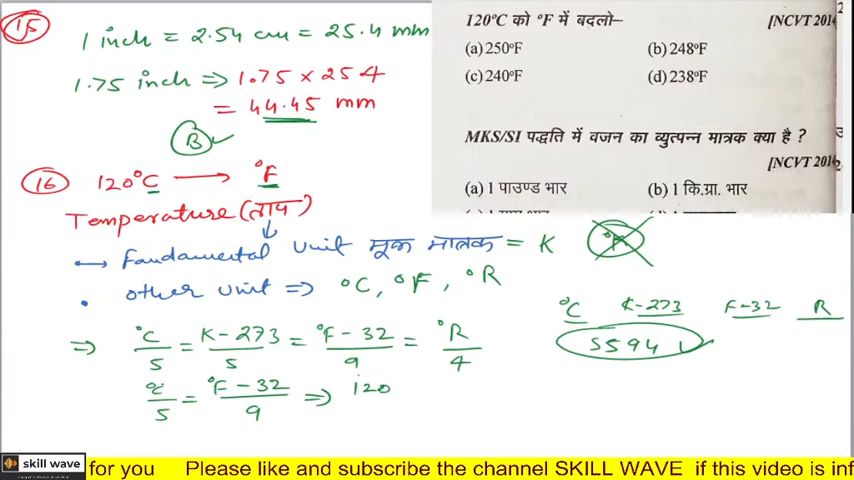 15
1 inch = 2.54 cm = 25.4 mm
1.75 inch ⇒ 1.75 × 25 4
= 44.45 mm
B
16 120°C → °F
Temperature (ताप)
Fundamental unit मूल मात्रक = K
other unit ⇒ °C, °F, °R
⇒ °C/5 = K-273/5 = °F-32/9 = °R/4
°C/5 = °F-32/9 ⇒ 120
°C K-273 F-32 R
5594
120°C को °F में बदलो– [NCVT 2014
(a) 250°F (b) 248°F
(c) 240°F (d) 238°F
MKS/SI पद्धति में वजन का व्युत्पन्न मात्रक क्या है ?
[NCVT 2014
(a) 1 पाउण्ड भार (b) 1 कि.ग्रा. भार
skill wave
for you Please like and subscribe the channel SKILL WAVE if this video is inf